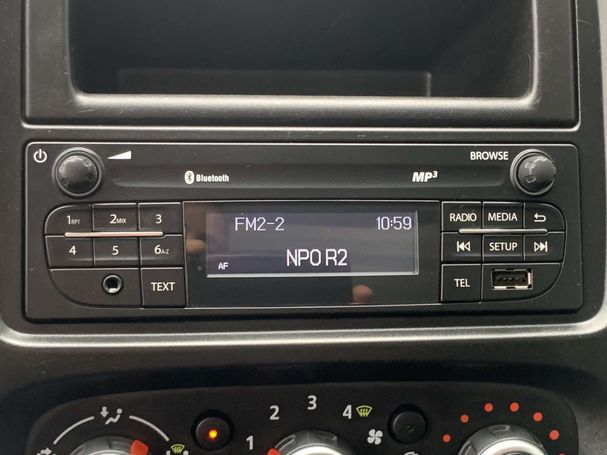 Bluetooth
MP3
BROWSE
1RPT 2MIX 3
4 5 6A-Z
TEXT
FM2-2 10:59
NPO R2
AF
RADIO MEDIA
SETUP
TEL
1 2 3 4